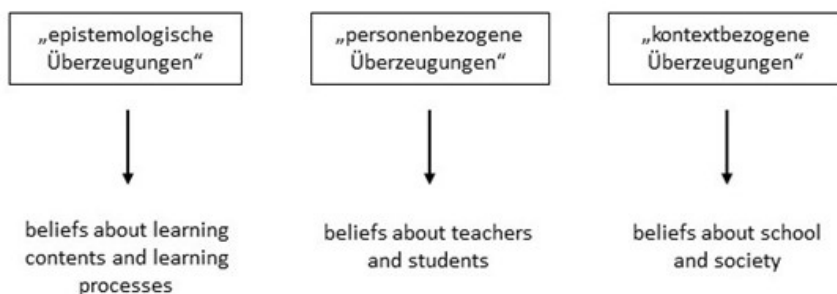 „epistemologische
Überzeugungen“
„personenbezogene
Überzeugungen“
„kontextbezogene
Überzeugungen“
beliefs about learning
contents and learning
processes
beliefs about teachers
and students
beliefs about school
and society